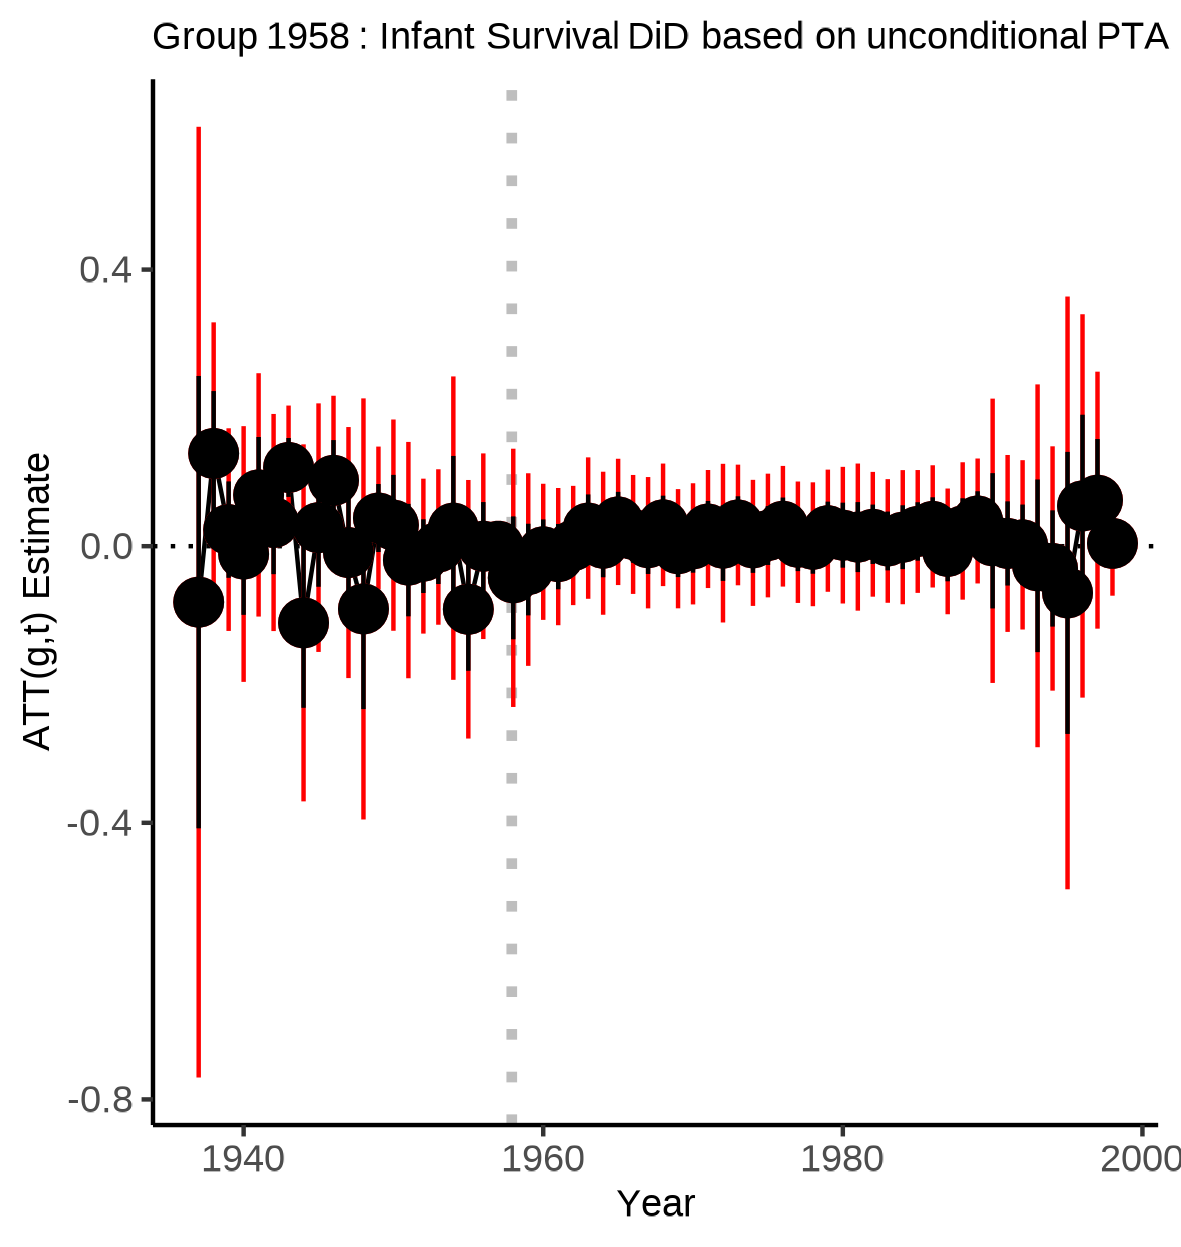 Group 1958 : Infant Survival DiD based on unconditional PTA
ATT(g,t) Estimate
0.4
0.0
-0.4
-0.8
1940
1960
1980
2000
Year